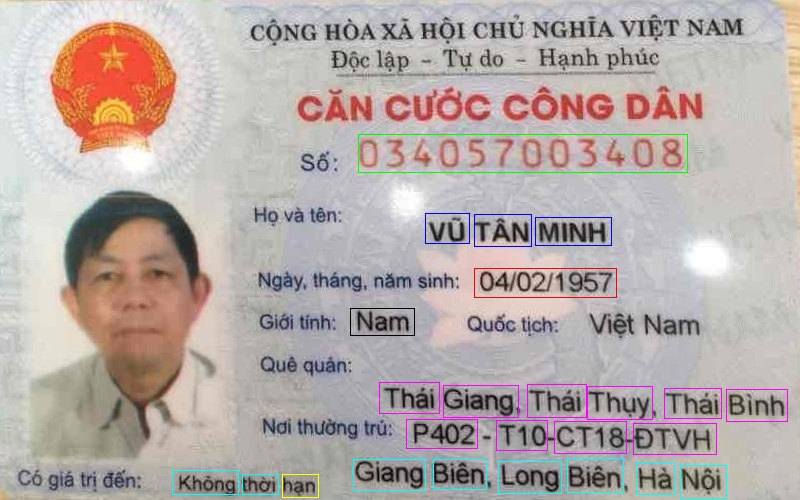 CỘNG HÒA XÃ HỘI CHỦ NGHĨA VIỆT NAM
Độc lập - Tự do - Hạnh phúc
CĂN CƯỚC CÔNG DÂN
Số: 034057003408
Họ và tên: VŨ TÂN MINH
Ngày, tháng, năm sinh: 04/02/1957
Giới tính: Nam Quốc tịch: Việt Nam
Quê quán:
Thái Giang, Thái Thụy, Thái Bình
Nơi thường trú: P402 - T10-CT18-ĐTVH
Giang Biên, Long Biên, Hà Nội
Có giá trị đến: Không thời hạn